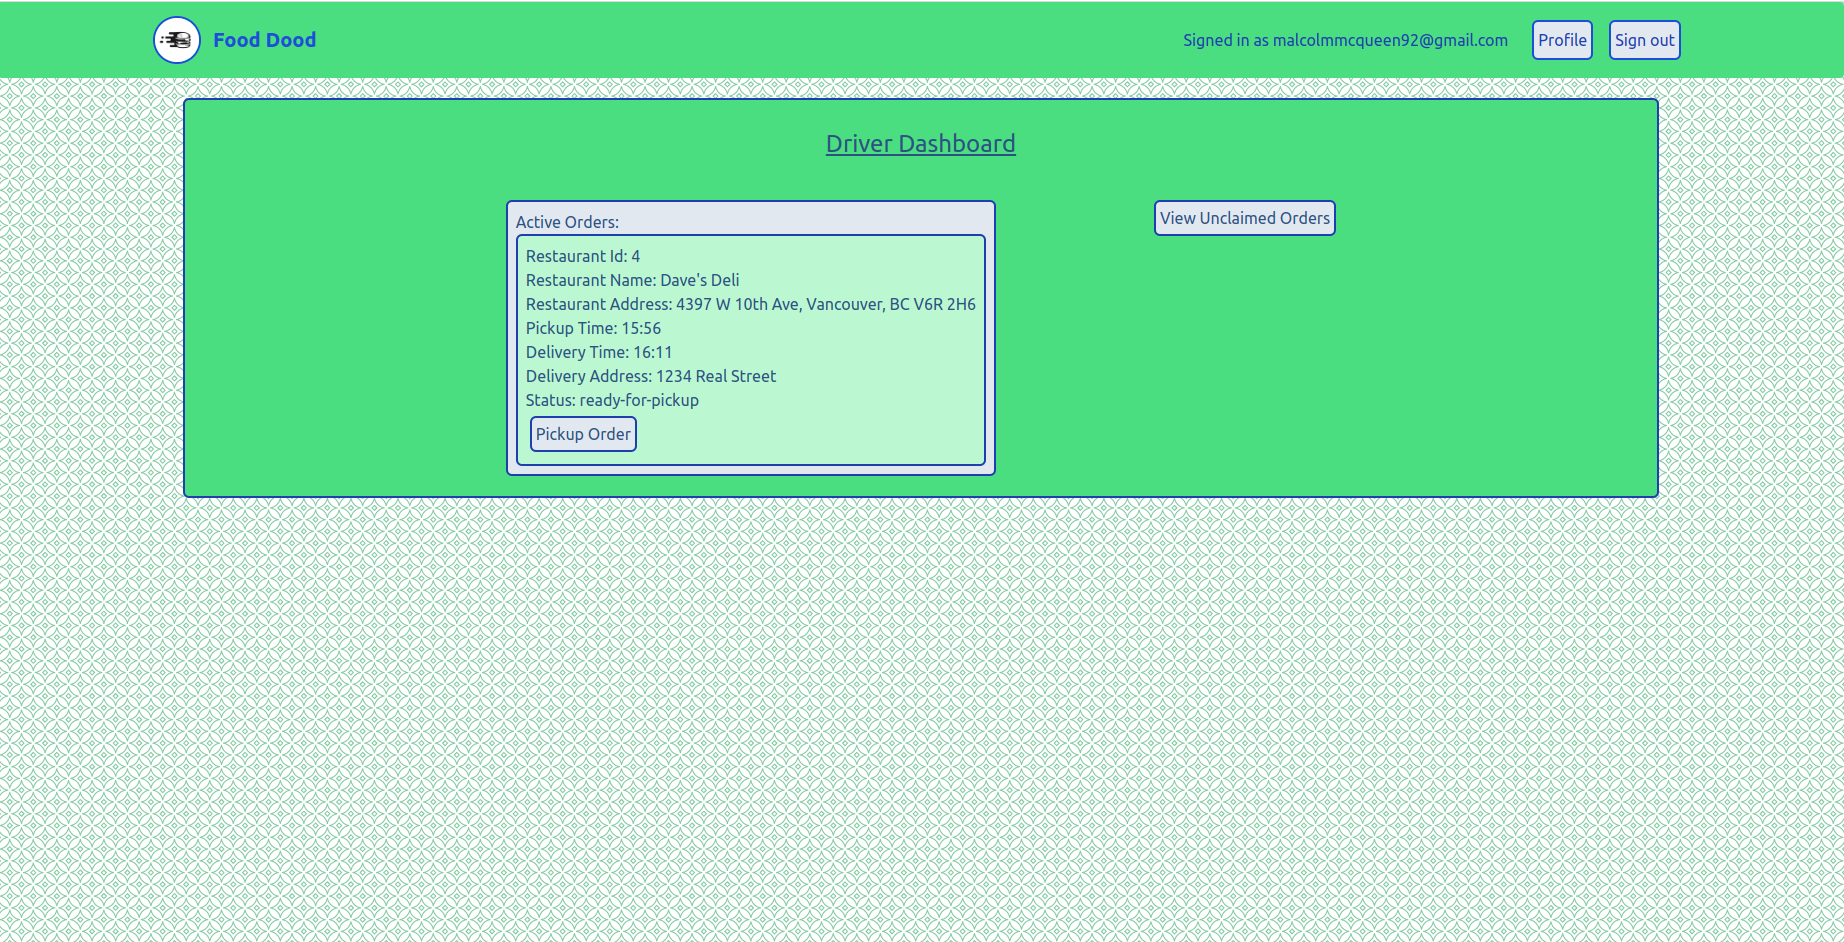 Food Dood
Signed in as malcolmmcqueen92@gmail.com
Profile
Sign out
Driver Dashboard
Active Orders:
Restaurant Id: 4
Restaurant Name: Dave's Deli
Restaurant Address: 4397 W 10th Ave, Vancouver, BC V6R 2H6
Pickup Time: 15:56
Delivery Time: 16:11
Delivery Address: 1234 Real Street
Status: ready-for-pickup
Pickup Order
View Unclaimed Orders